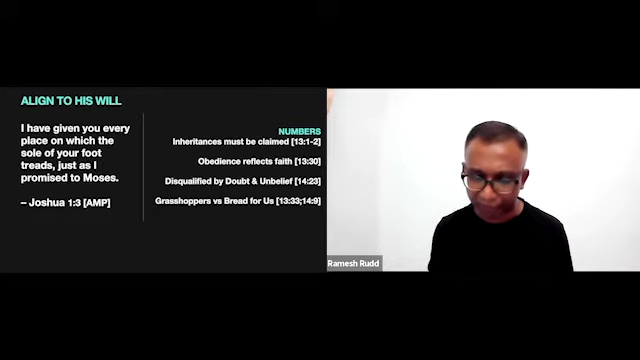 ALIGN TO HIS WILL
I have given you every
place on which the
sole of your foot
treads, just as I
promised to Moses.
– Joshua 1:3 [AMP]
NUMBERS
Inheritances must be claimed [13:1-2]
Obedience reflects faith [13:30]
Disqualified by Doubt & Unbelief [14:23]
Grasshoppers vs Bread for Us [13:33;14:9]
Ramesh Rudd